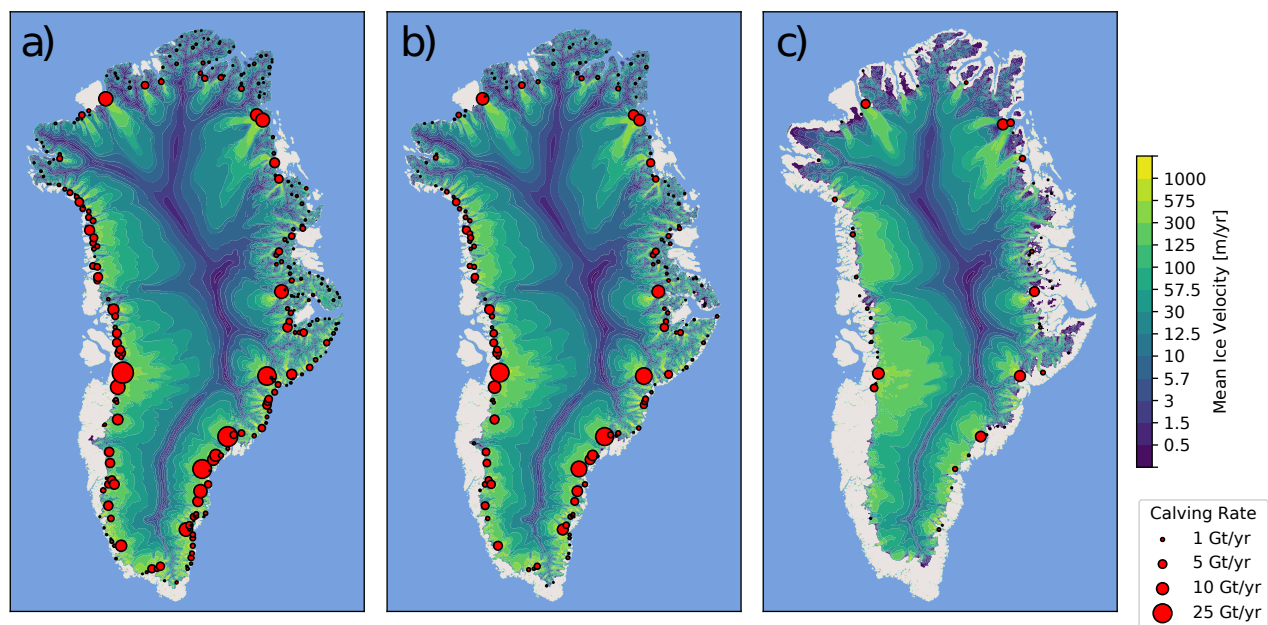 a)
b)
c)
1000
575
300
125
100
57.5
30
12.5
10
5.7
3
1.5
0.5
Mean Ice Velocity [m/yr]
Calving Rate
1 Gt/yr
5 Gt/yr
10 Gt/yr
25 Gt/yr